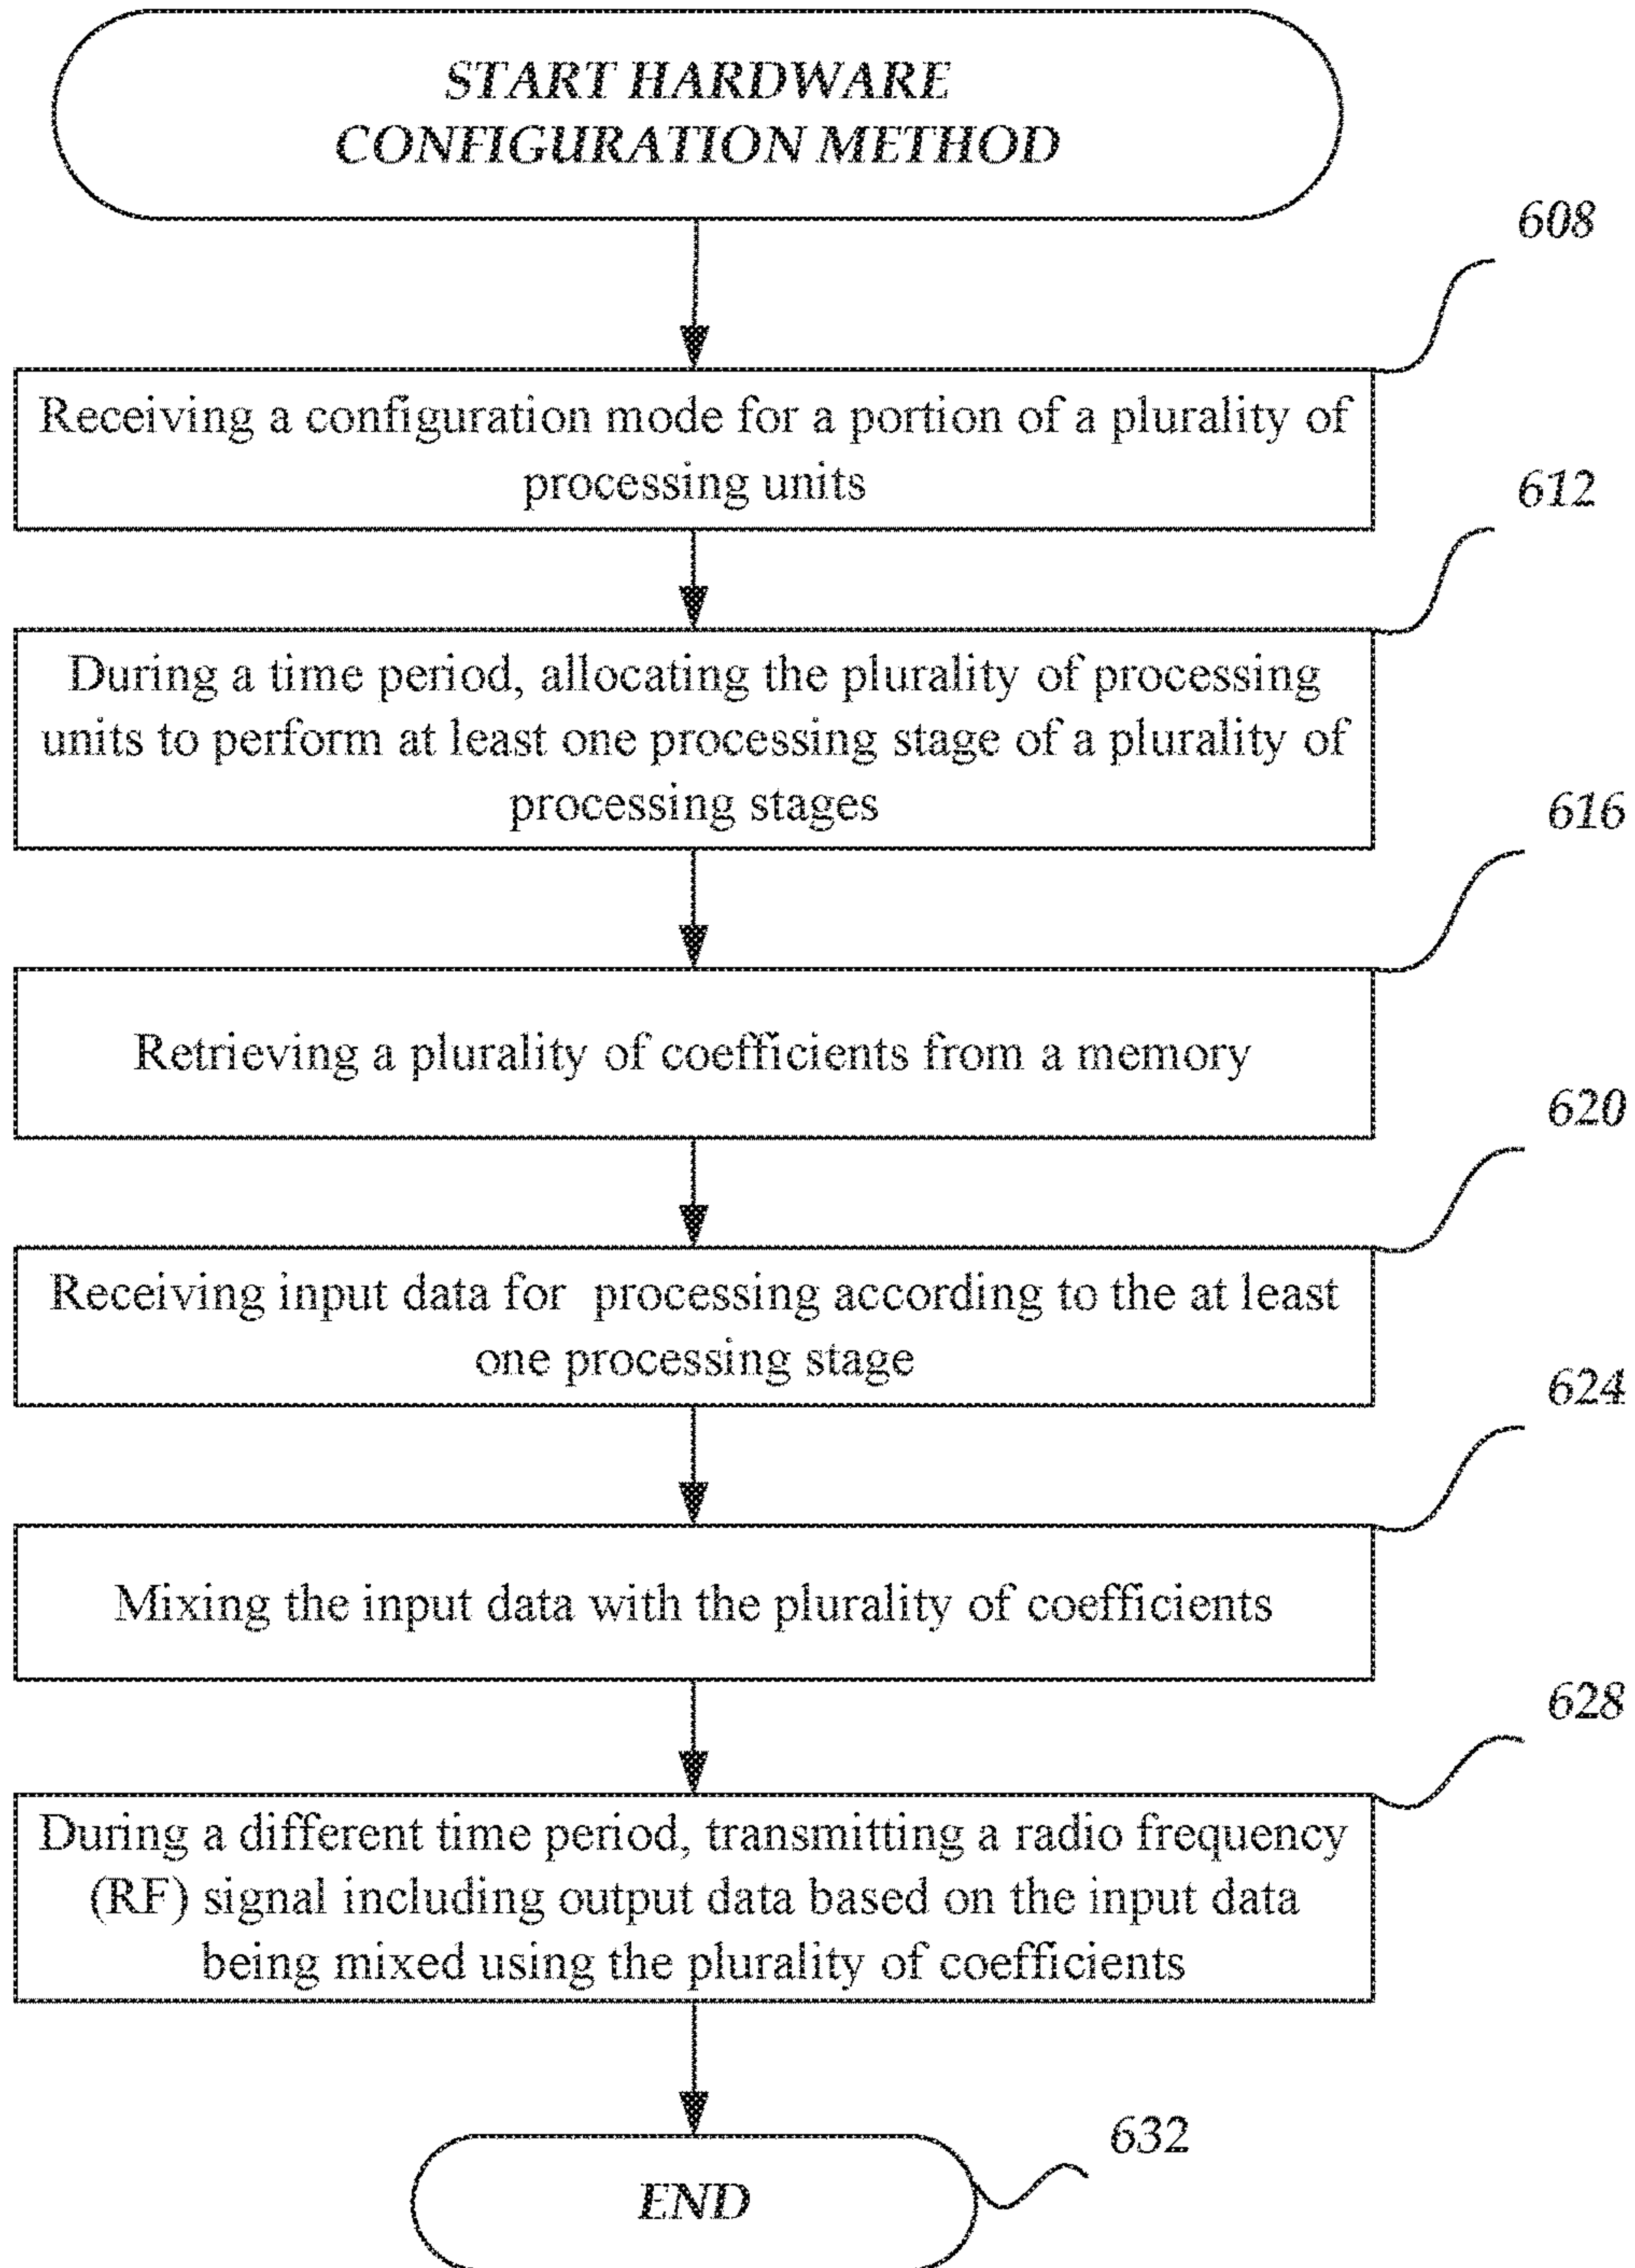 START HARDWARE
CONFIGURATION METHOD
608
Receiving a configuration mode for a portion of a plurality of
processing units
612
During a time period, allocating the plurality of processing
units to perform at least one processing stage of a plurality of
processing stages
616
Retrieving a plurality of coefficients from a memory
620
Receiving input data for processing according to the at least
one processing stage
624
Mixing the input data with the plurality of coefficients
628
During a different time period, transmitting a radio frequency
(RF) signal including output data based on the input data
being mixed using the plurality of coefficients
632
END